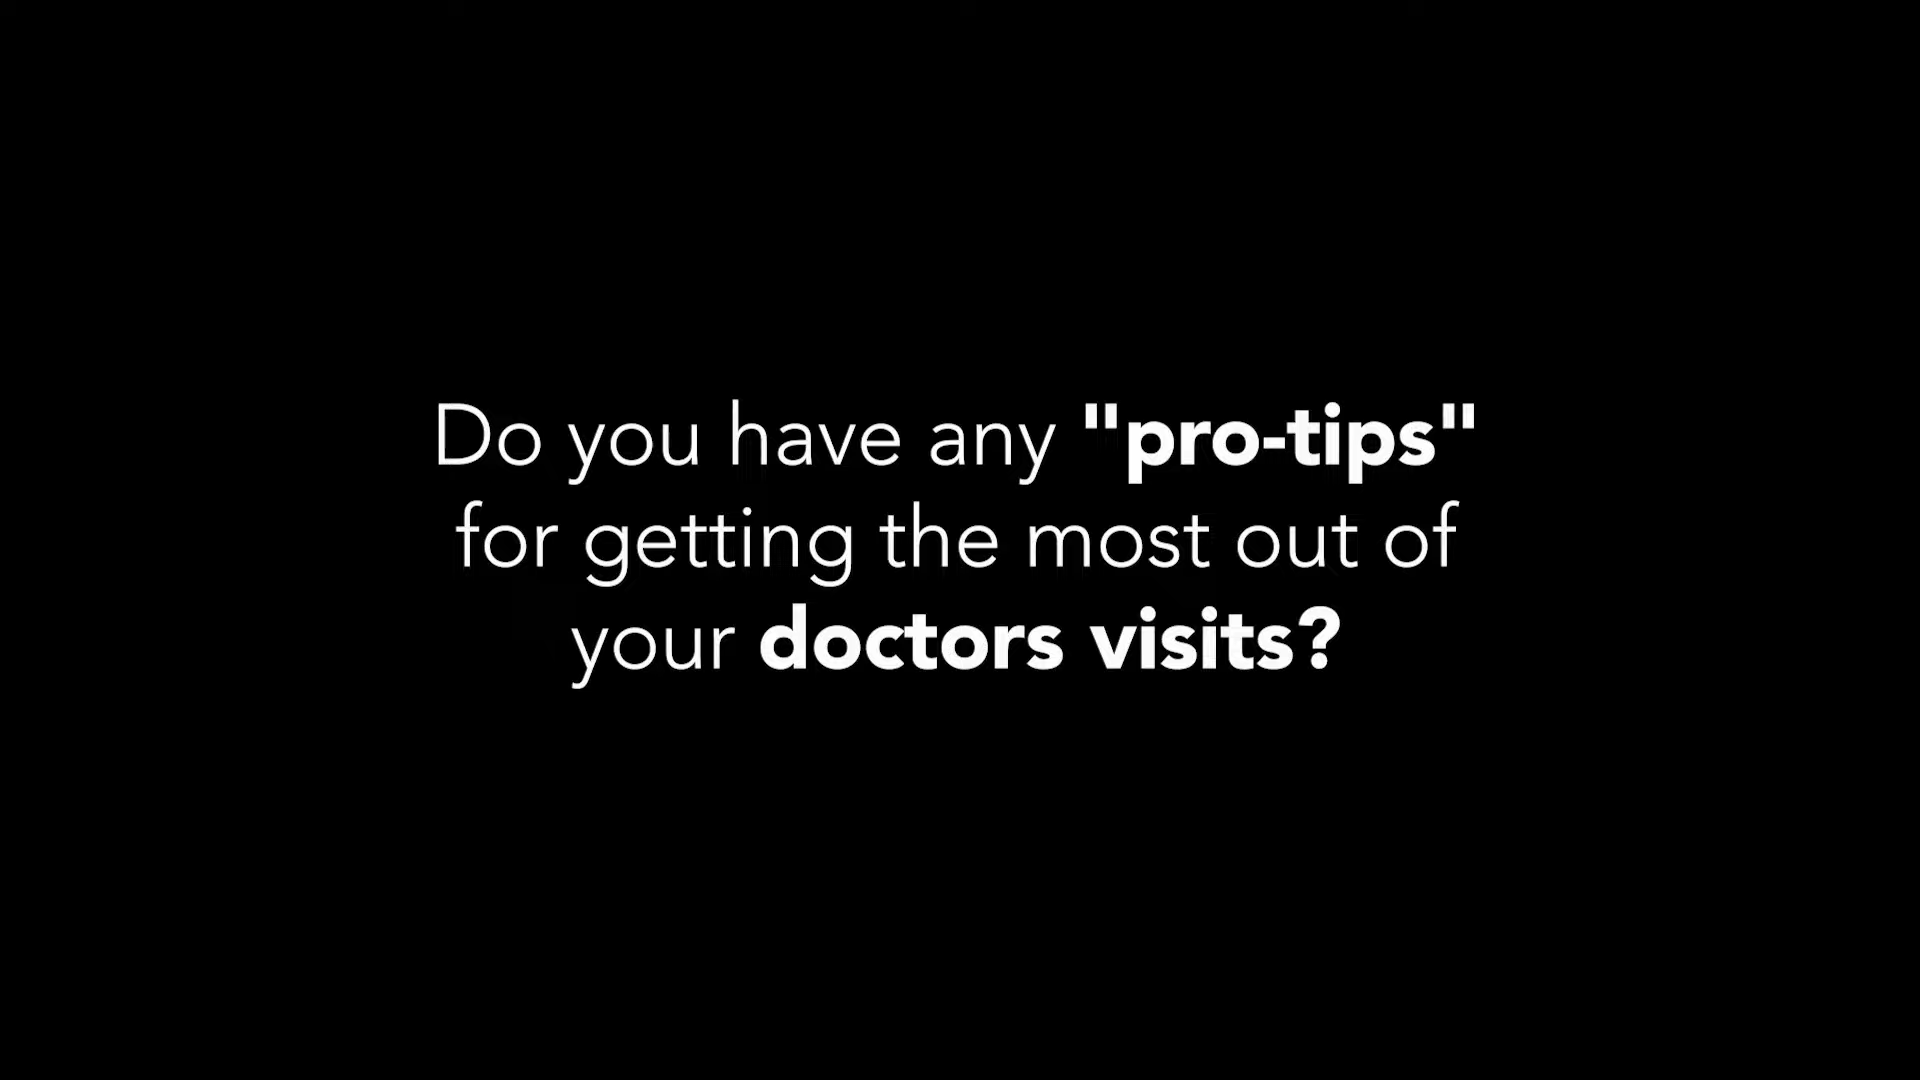 Do you have any "pro-tips"
for getting the most out of
your doctors visits?